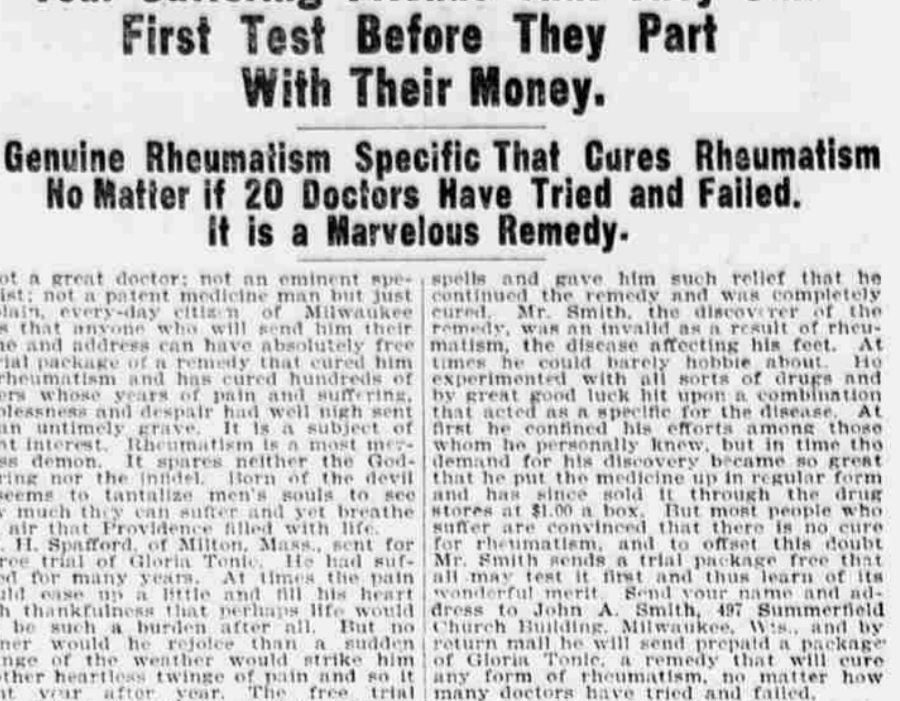 First Test Before They Part
With Their Money.
Genuine Rheumatism Specific That Cures Rheumatism
No Matter if 20 Doctors Have Tried and Failed.
It is a Marvelous Remedy.
ot a great doctor; not an eminent spe-
ist; not a patent medicine man but just
lain, every-day citizen of Milwaukee
s that anyone who will send him their
e and address can have absolutely free
ial package of a remedy that cured him
rheumatism and has cured hundreds of
ers whose years of pain and suffering,
plessness and despair had well nigh sent
an untimely grave. It is a subject of
at interest. Rheumatism is a most mer-
ss demon. It spares neither the God-
ring nor the infidel. Born of the devil
seems to tantalize men's souls to see
much they can suffer and yet breathe
air that Providence filled with life.
. H. Spafford, of Milton, Mass., sent for
ree trial of Gloria Tonic. He had suf-
ed for many years. At times the pain
uld ease up a little and fill his heart
h thankfulness that perhaps life would
be such a burden after all. But no
ner would he rejoice than a sudden
nge of the weather would strike him
other heartless twinge of pain and so it
nt year after year. The free trial
spells and gave him such relief that he
continued the remedy and was completely
cured. Mr. Smith, the discoverer of the
remedy, was an invalid as a result of rheu-
matism, the disease affecting his feet. At
times he could barely hobble about. He
experimented with all sorts of drugs and
by great good luck hit upon a combination
that acted as a specific for the disease. At
first he confined his efforts among those
whom he personally knew, but in time the
demand for his discovery became so great
that he put the medicine up in regular form
and has since sold it through the drug
stores at $1.00 a box. But most people who
suffer are convinced that there is no cure
for rheumatism, and to offset this doubt
Mr. Smith sends a trial package free that
all may test it first and thus learn of its
wonderful merit. Send your name and ad-
dress to John A. Smith, 497 Summerfield
Church Building, Milwaukee, Wis., and by
return mail he will send prepaid a package
of Gloria Tonic, a remedy that will cure
any form of rheumatism, no matter how
many doctors have tried and failed.